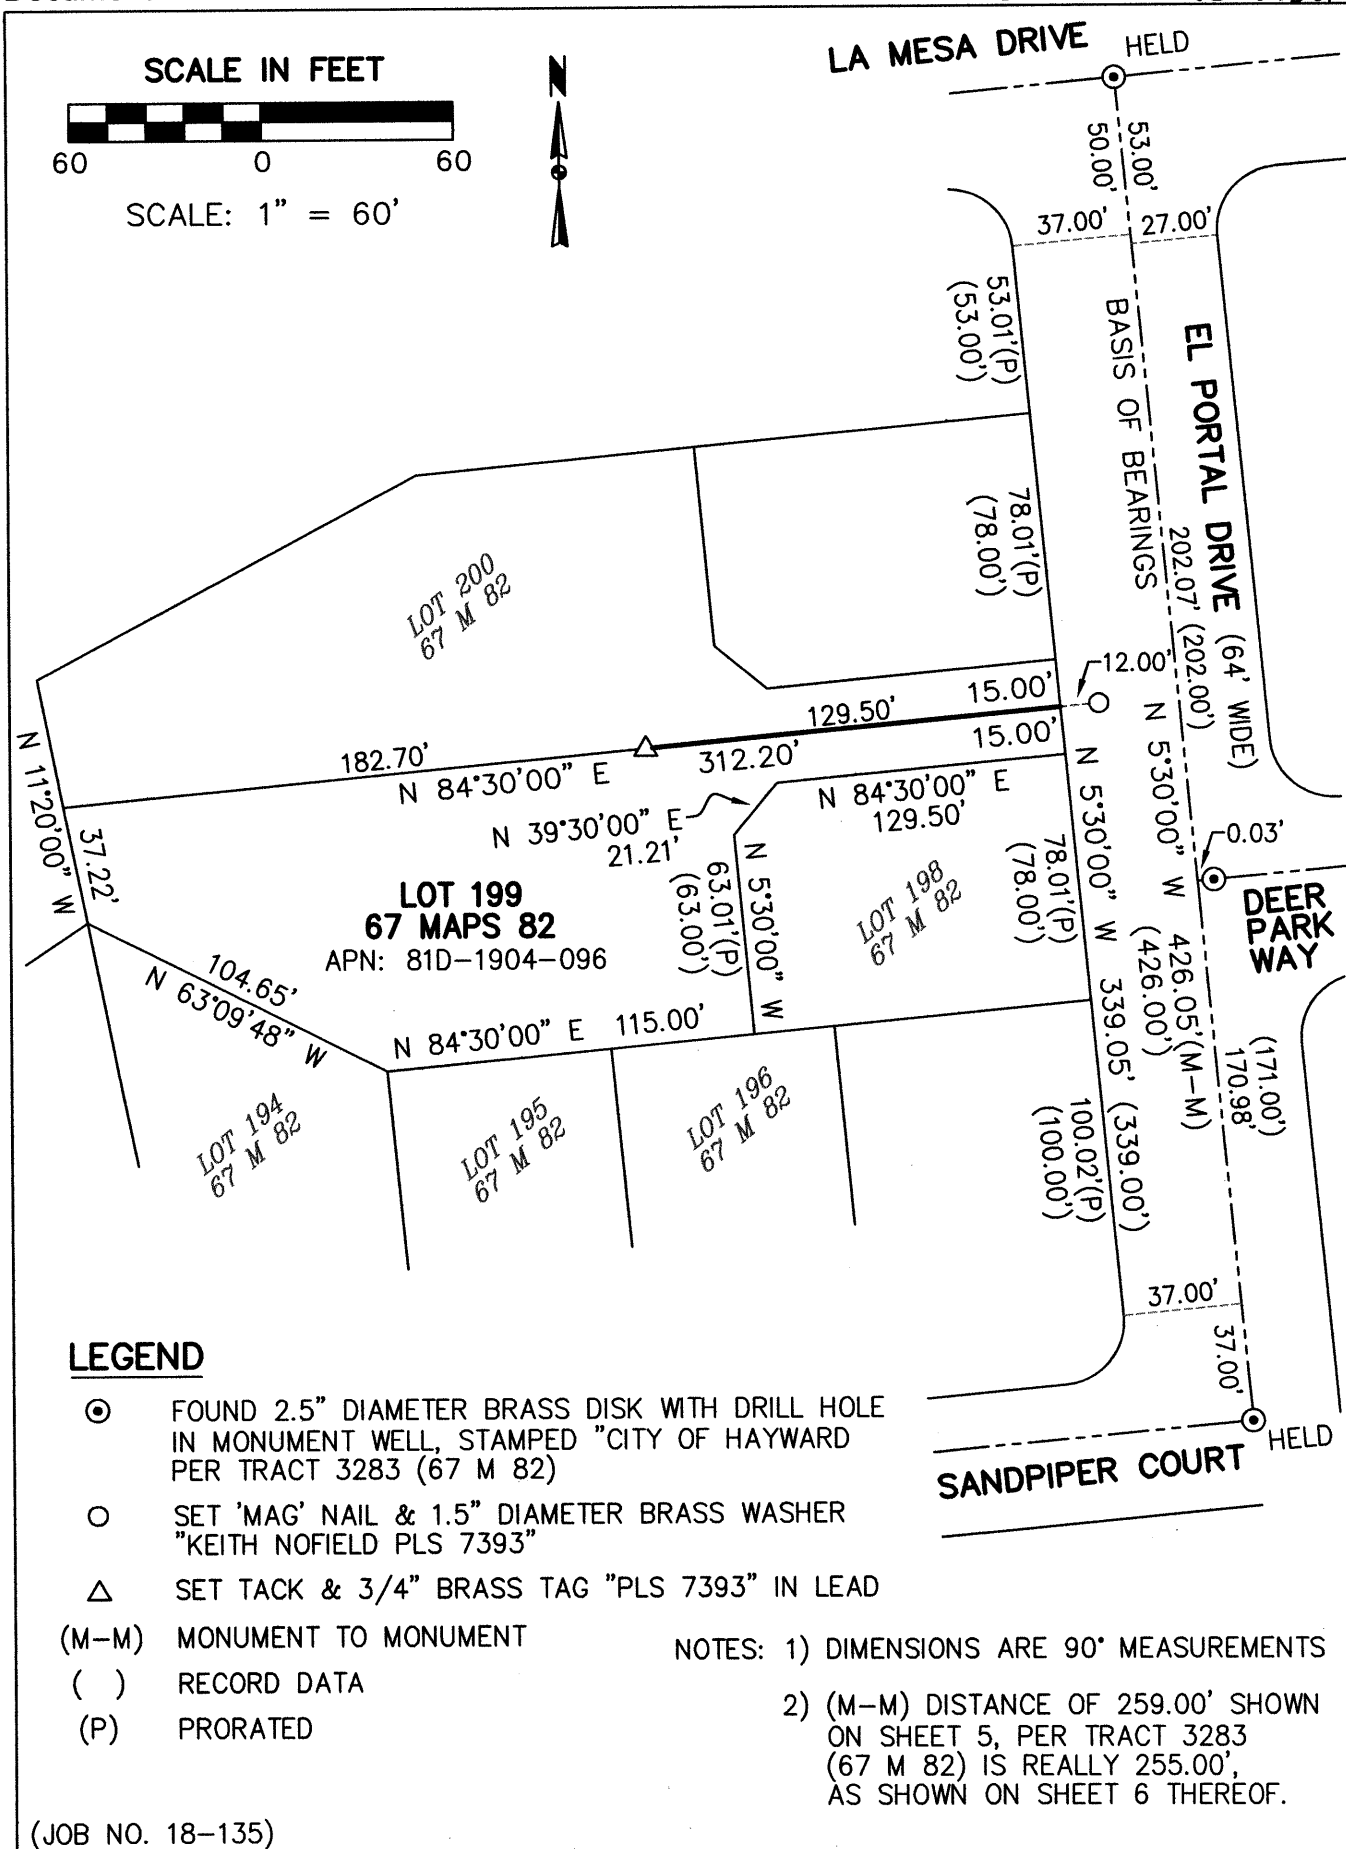 SCALE IN FEET
60 0 60
SCALE: 1" = 60'
N
LA MESA DRIVE
HELD
50.00'
53.00'
37.00'
27.00'
53.01'(P)
(53.00')
BASIS OF BEARINGS
EL PORTAL DRIVE (64' WIDE)
78.01'(P)
(78.00')
202.07' (202.00')
LOT 200
67 M 82
12.00'
15.00'
129.50'
15.00'
182.70'
312.20'
N 84°30'00" E
N 11°20'00" W
37.22'
N 39°30'00" E
21.21'
N 84°30'00" E
129.50'
N 5°30'00" W
N 5°30'00" W
0.03'
DEER
PARK
WAY
LOT 199
67 MAPS 82
APN: 81D-1904-096
N 5°30'00" W
63.01'(P)
(63.00')
LOT 198
67 M 82
78.01'(P)
(78.00')
104.65'
N 63°09'48" W
N 84°30'00" E 115.00'
339.05' (339.00')
426.05'(M-M)
(426.00')
(171.00')
170.98'
LOT 194
67 M 82
LOT 195
67 M 82
LOT 196
67 M 82
100.02'(P)
(100.00')
37.00'
37.00'
HELD
SANDPIPER COURT
LEGEND
FOUND 2.5" DIAMETER BRASS DISK WITH DRILL HOLE
IN MONUMENT WELL, STAMPED "CITY OF HAYWARD
PER TRACT 3283 (67 M 82)
SET 'MAG' NAIL & 1.5" DIAMETER BRASS WASHER
"KEITH NOFIELD PLS 7393"
SET TACK & 3/4" BRASS TAG "PLS 7393" IN LEAD
(M-M) MONUMENT TO MONUMENT
( ) RECORD DATA
(P) PRORATED
NOTES: 1) DIMENSIONS ARE 90° MEASUREMENTS
2) (M-M) DISTANCE OF 259.00' SHOWN
ON SHEET 5, PER TRACT 3283
(67 M 82) IS REALLY 255.00',
AS SHOWN ON SHEET 6 THEREOF.
(JOB NO. 18-135)